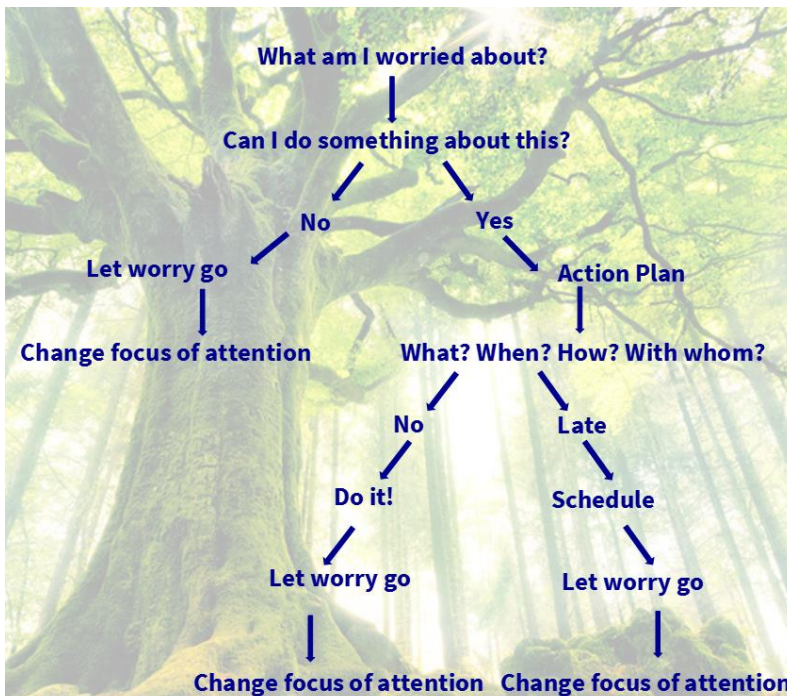 What am I worried about?
Can I do something about this?
No
Yes
Let worry go
Action Plan
Change focus of attention
What? When? How? With whom?
No
Late
Do it!
Schedule
Let worry go
Let worry go
Change focus of attention
Change focus of attention